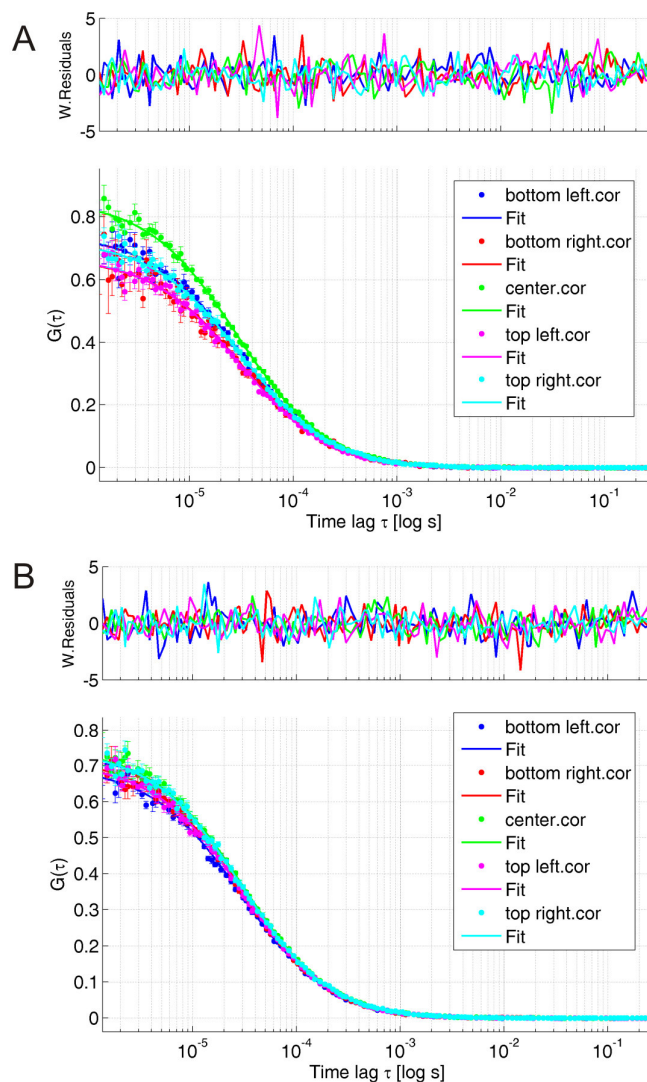 A
W.Residuals
5
0
-5
G(τ)
0.8
0.6
0.4
0.2
0
bottom left.cor
Fit
bottom right.cor
Fit
center.cor
Fit
top left.cor
Fit
top right.cor
Fit
10-5
10-4
10-3
10-2
10-1
Time lag τ [log s]
B
W.Residuals
5
0
-5
G(τ)
0.8
0.7
0.6
0.5
0.4
0.3
0.2
0.1
0
bottom left.cor
Fit
bottom right.cor
Fit
center.cor
Fit
top left.cor
Fit
top right.cor
Fit
10-5
10-4
10-3
10-2
10-1
Time lag τ [log s]